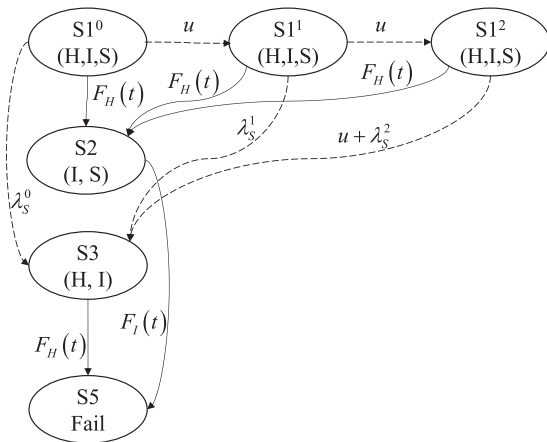 S1⁰ u S1¹ u S1²
(H,I,S) (H,I,S) (H,I,S)
F_H(t) F_H(t) F_H(t)
S2
(I, S)
λ_S^1
u + λ_S^2
λ_S^0
S3
(H, I)
F_H(t) F_I(t)
S5
Fail